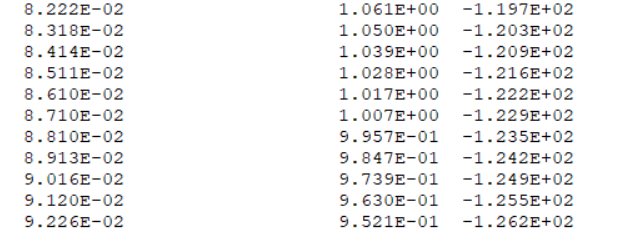 8.222E-02 1.061E+00 -1.197E+02
8.318E-02 1.050E+00 -1.203E+02
8.414E-02 1.039E+00 -1.209E+02
8.511E-02 1.028E+00 -1.216E+02
8.610E-02 1.017E+00 -1.222E+02
8.710E-02 1.007E+00 -1.229E+02
8.810E-02 9.957E-01 -1.235E+02
8.913E-02 9.847E-01 -1.242E+02
9.016E-02 9.739E-01 -1.249E+02
9.120E-02 9.630E-01 -1.255E+02
9.226E-02 9.521E-01 -1.262E+02